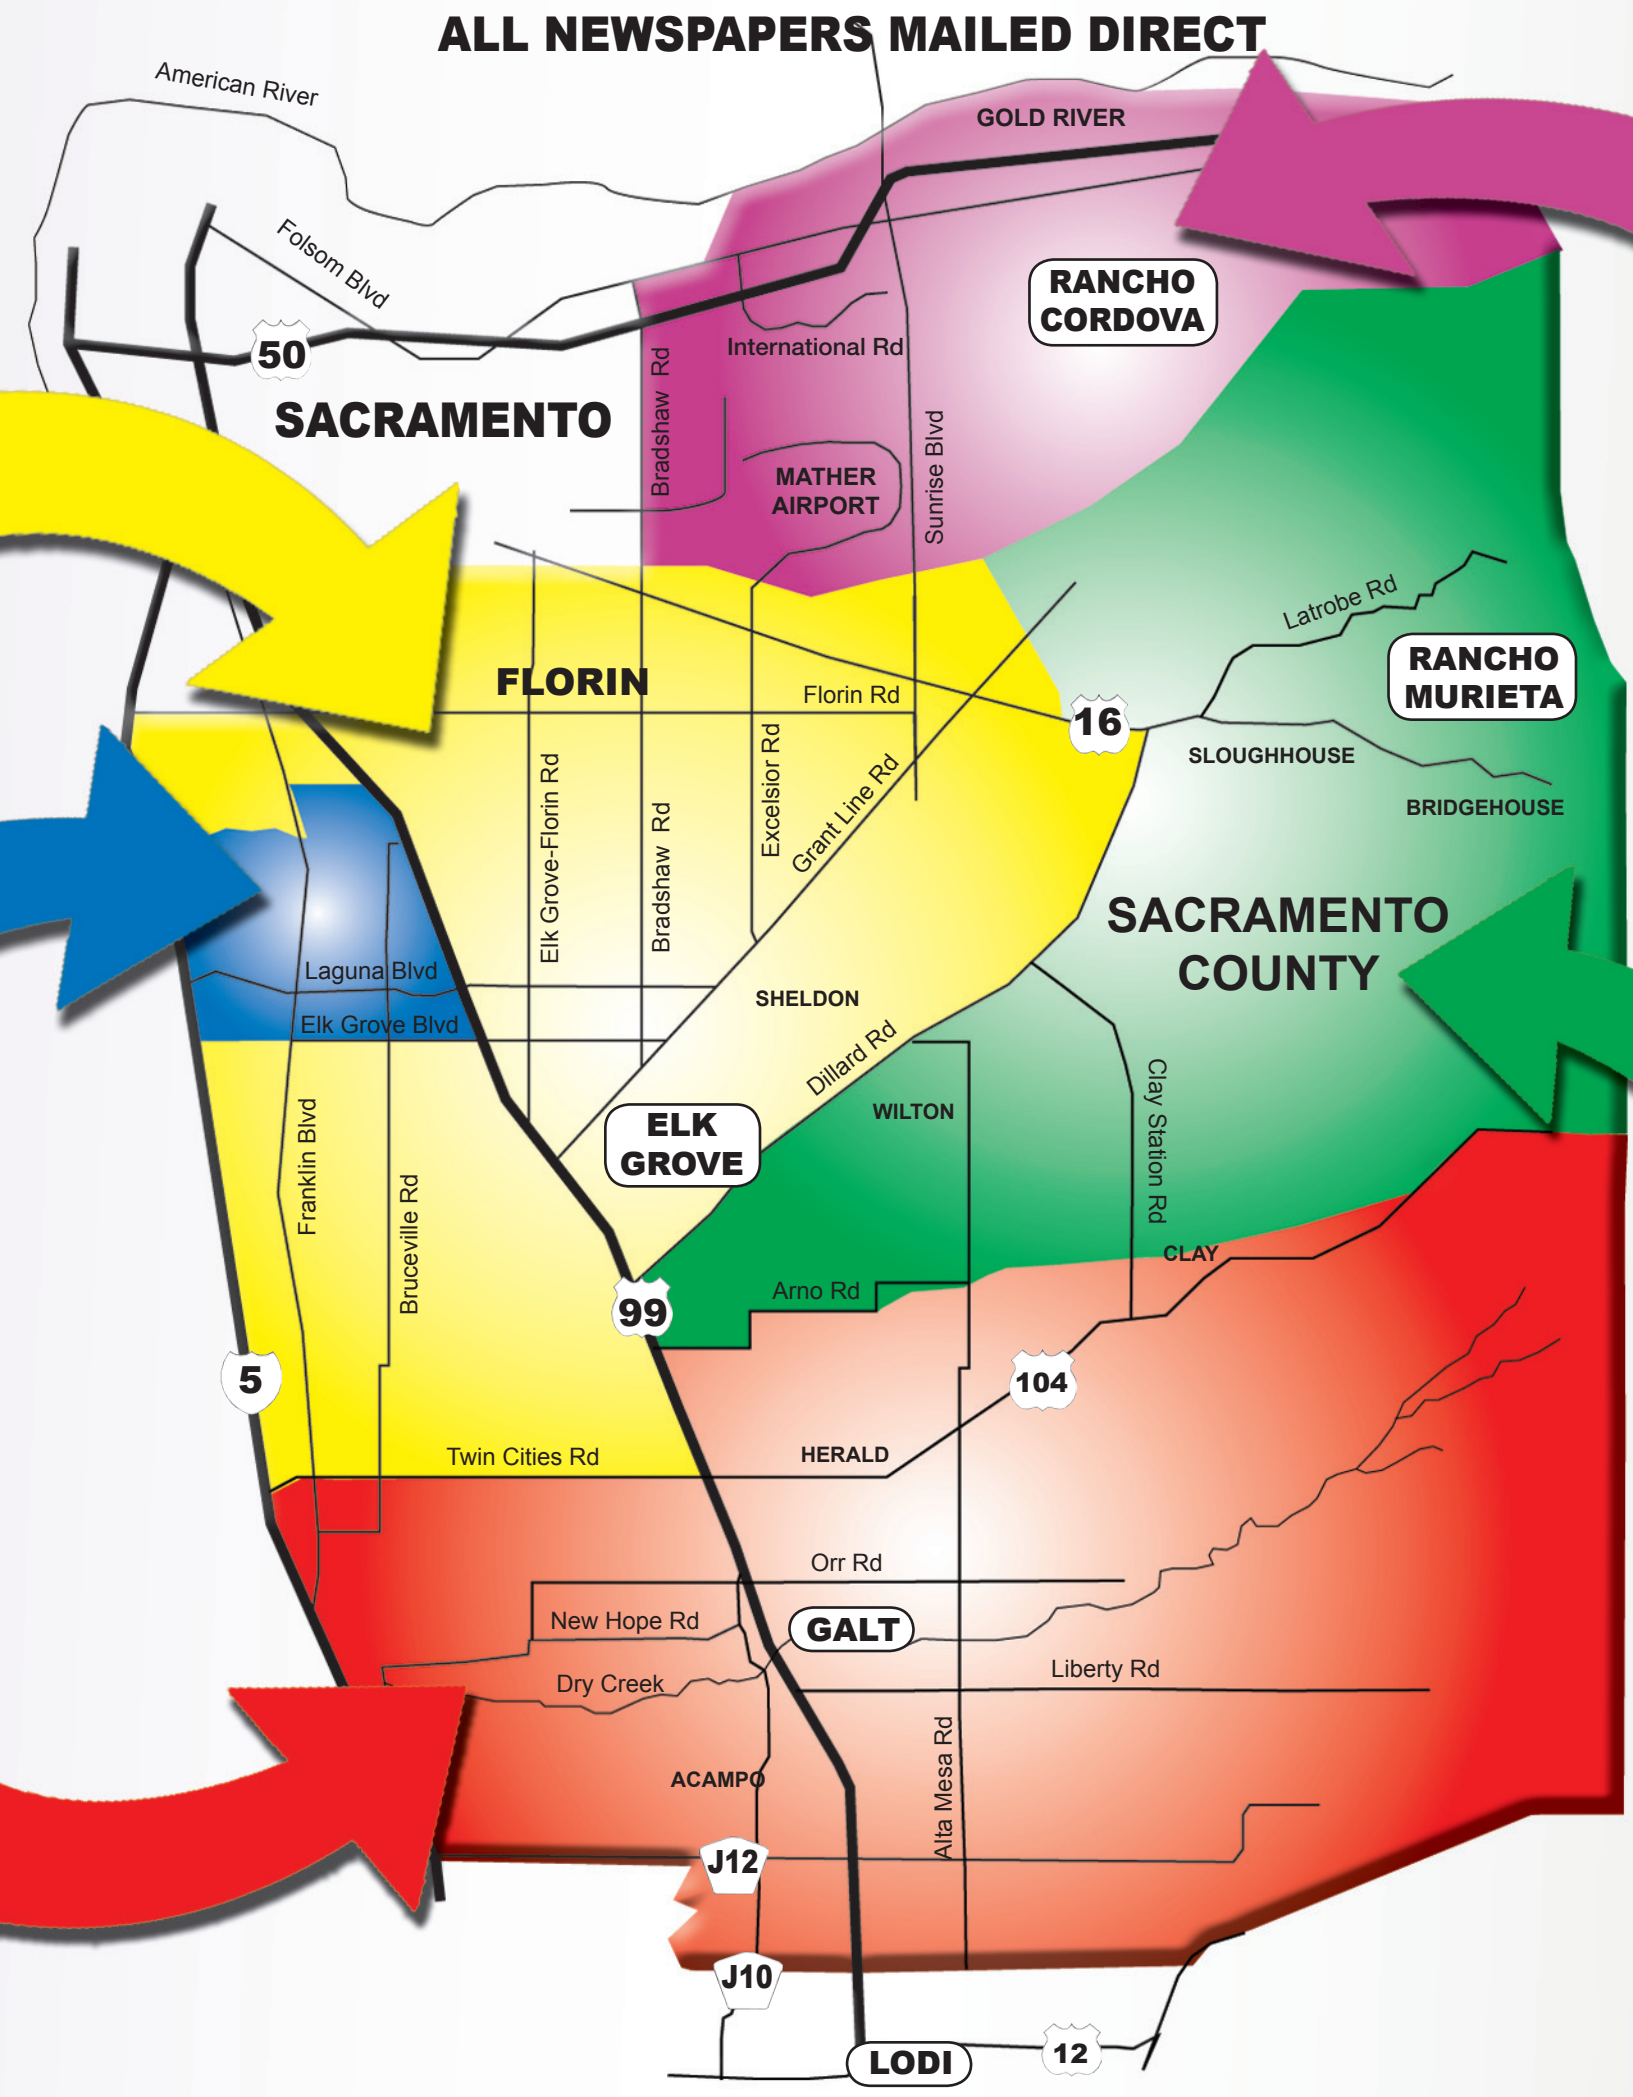 ALL NEWSPAPERS MAILED DIRECT
American River
GOLD RIVER
Folsom Blvd
RANCHO
CORDOVA
50
International Rd
SACRAMENTO
Bradshaw Rd
Sunrise Blvd
MATHER
AIRPORT
Latrobe Rd
RANCHO
MURIETA
FLORIN
Florin Rd
16
SLOUGHHOUSE
BRIDGEHOUSE
Elk Grove-Florin Rd
Bradshaw Rd
Excelsior Rd
Grant Line Rd
SACRAMENTO
COUNTY
Laguna Blvd
SHELDON
Elk Grove Blvd
Dillard Rd
WILTON
Clay Station Rd
ELK
GROVE
Franklin Blvd
Bruceville Rd
CLAY
Arno Rd
99
5
104
Twin Cities Rd
HERALD
Orr Rd
New Hope Rd
GALT
Dry Creek
Liberty Rd
Alta Mesa Rd
ACAMPO
J12
J10
LODI
12